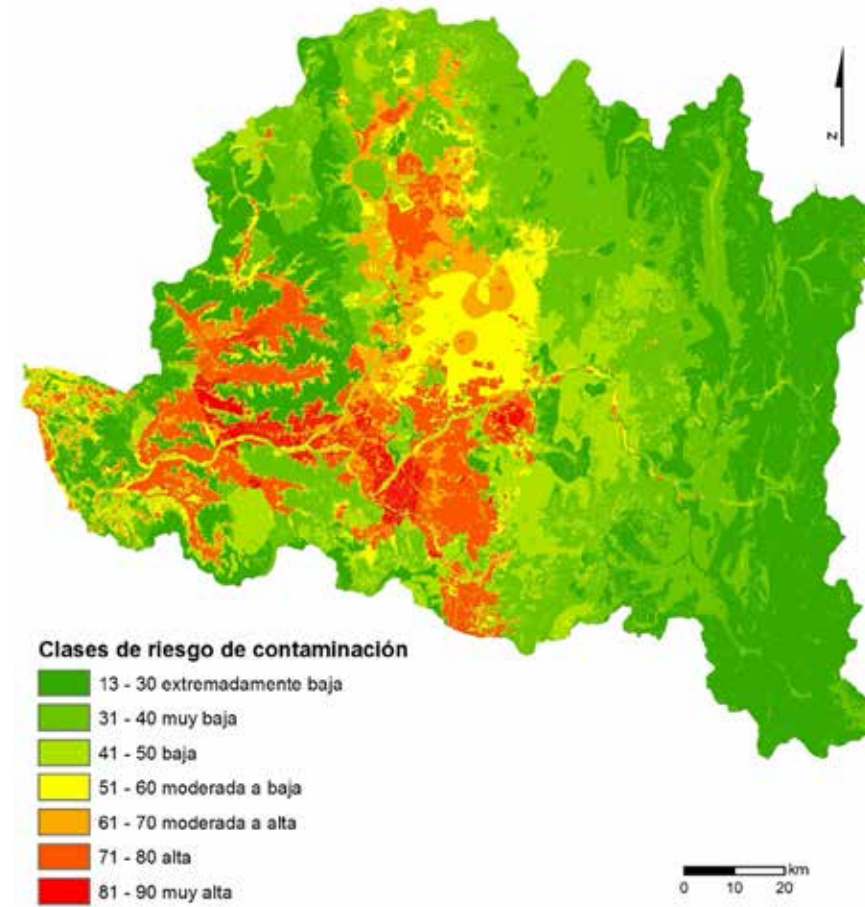 N
Clases de riesgo de contaminación
13 - 30 extremadamente baja
31 - 40 muy baja
41 - 50 baja
51 - 60 moderada a baja
61 - 70 moderada a alta
71 - 80 alta
81 - 90 muy alta
km
0 10 20